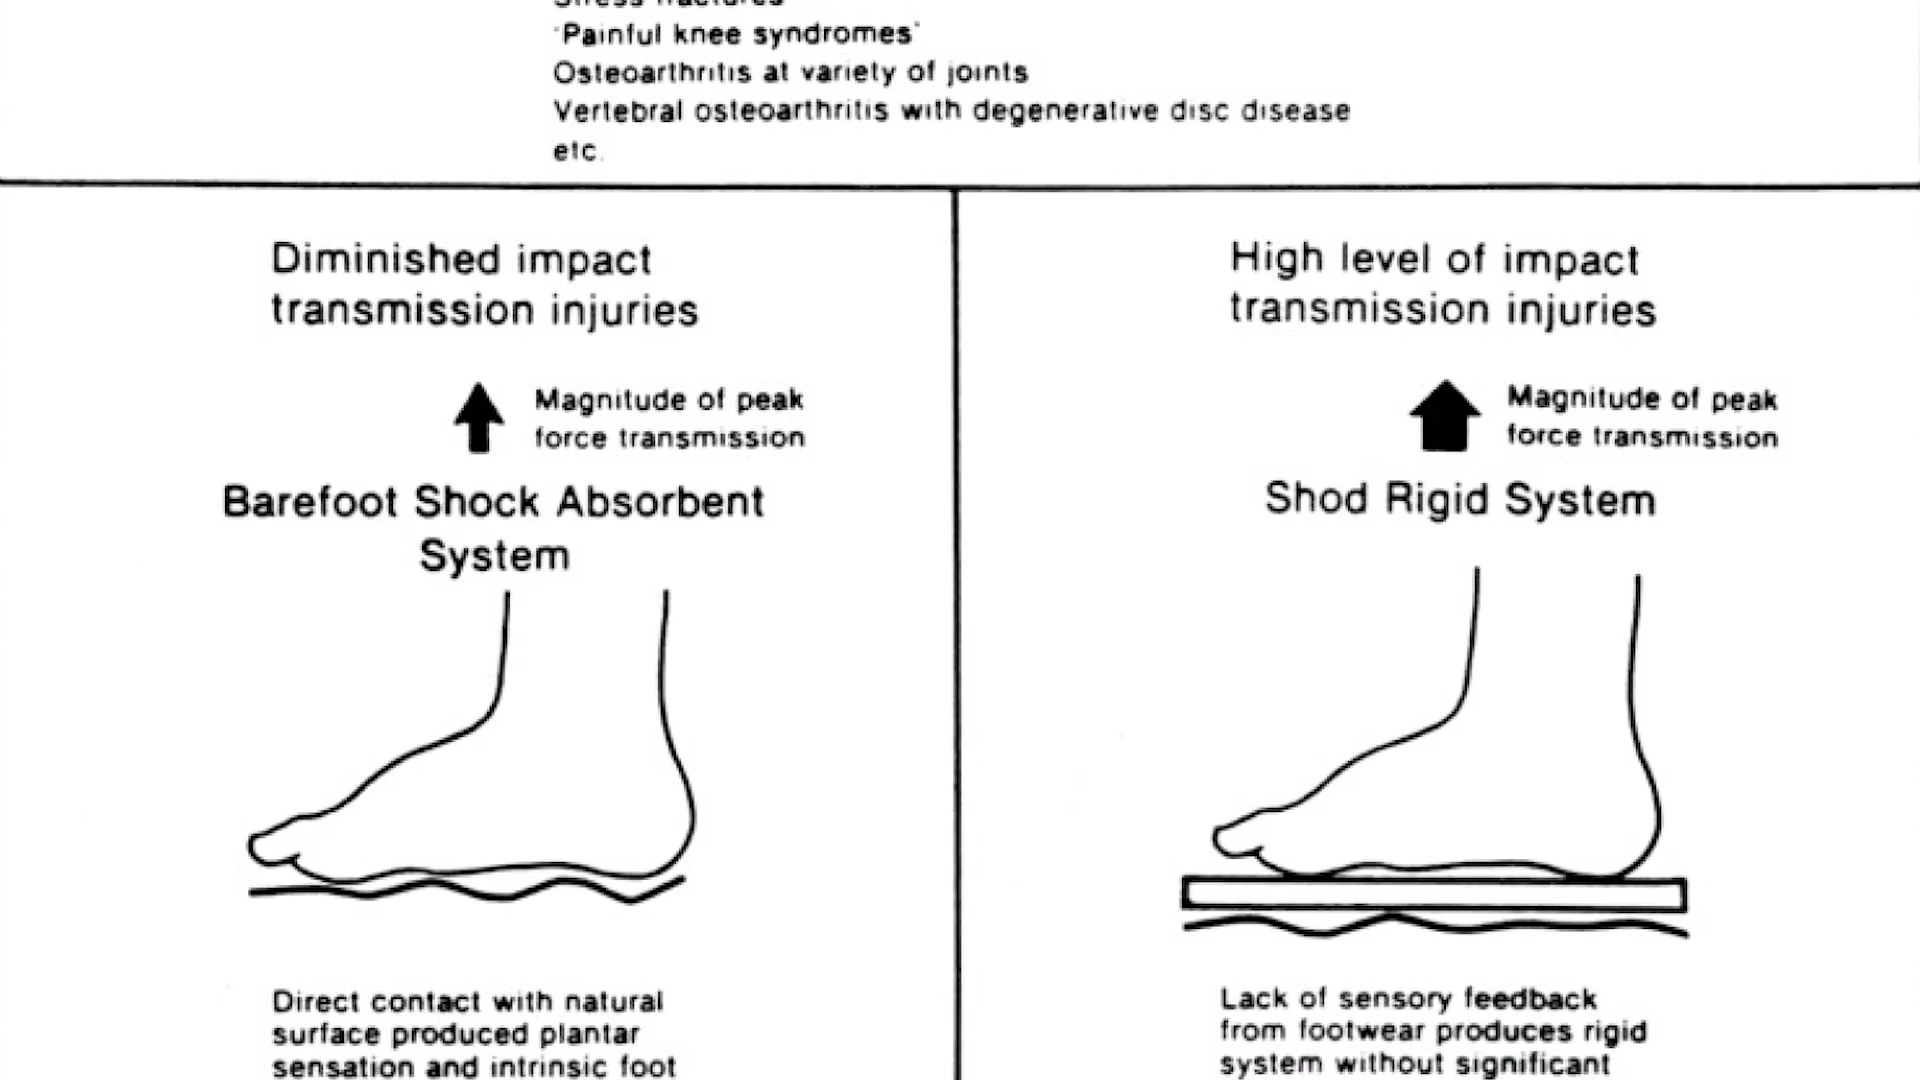 Stress fractures
'Painful knee syndromes'
Osteoarthritis at variety of joints
Vertebral osteoarthritis with degenerative disc disease
etc.
Diminished impact
transmission injuries
Magnitude of peak
force transmission
Barefoot Shock Absorbent
System
Direct contact with natural
surface produced plantar
sensation and intrinsic foot
High level of impact
transmission injuries
Magnitude of peak
force transmission
Shod Rigid System
Lack of sensory feedback
from footwear produces rigid
system without significant